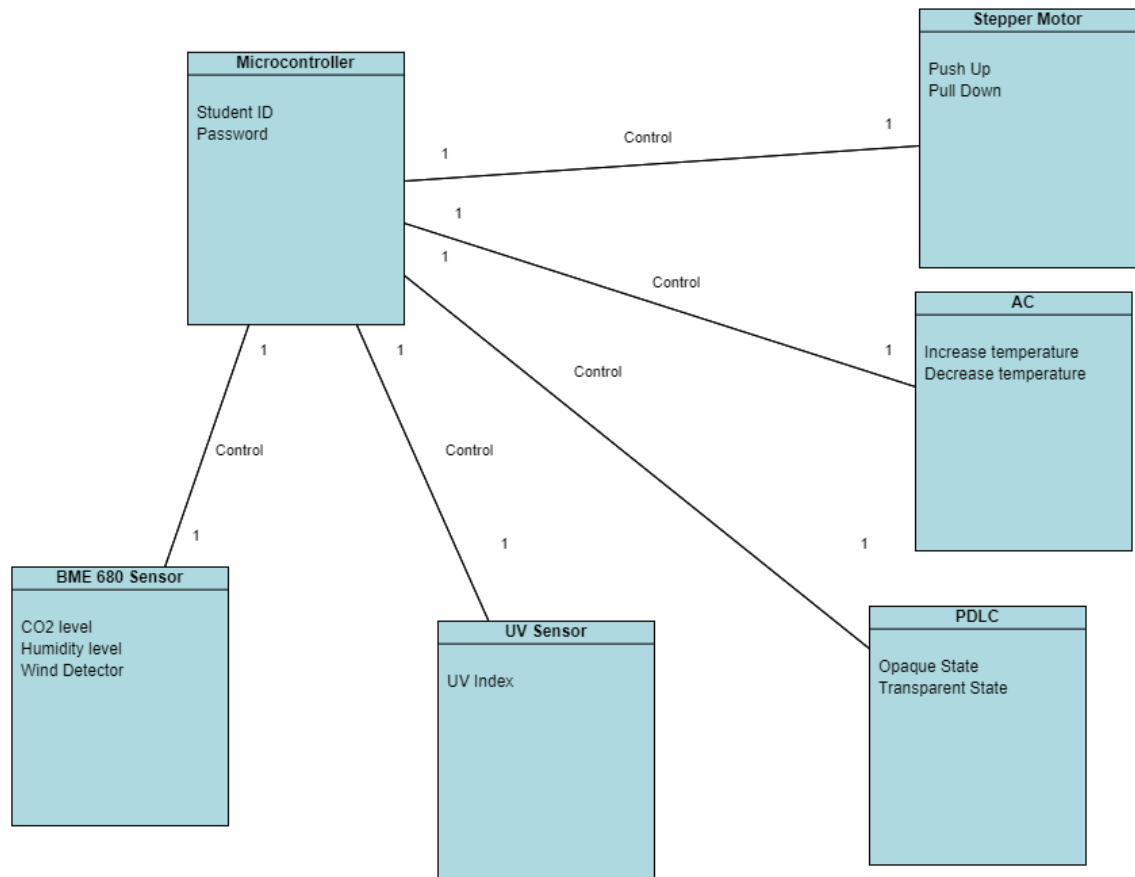 Stepper Motor
Push Up
Pull Down
Microcontroller
Student ID
Password
Control
1
1
1
Control
1
AC
Increase temperature
Decrease temperature
1
Control
1
1
Control
1
1
Control
1
BME 680 Sensor
CO2 level
Humidity level
Wind Detector
UV Sensor
UV Index
PDLC
Opaque State
Transparent State